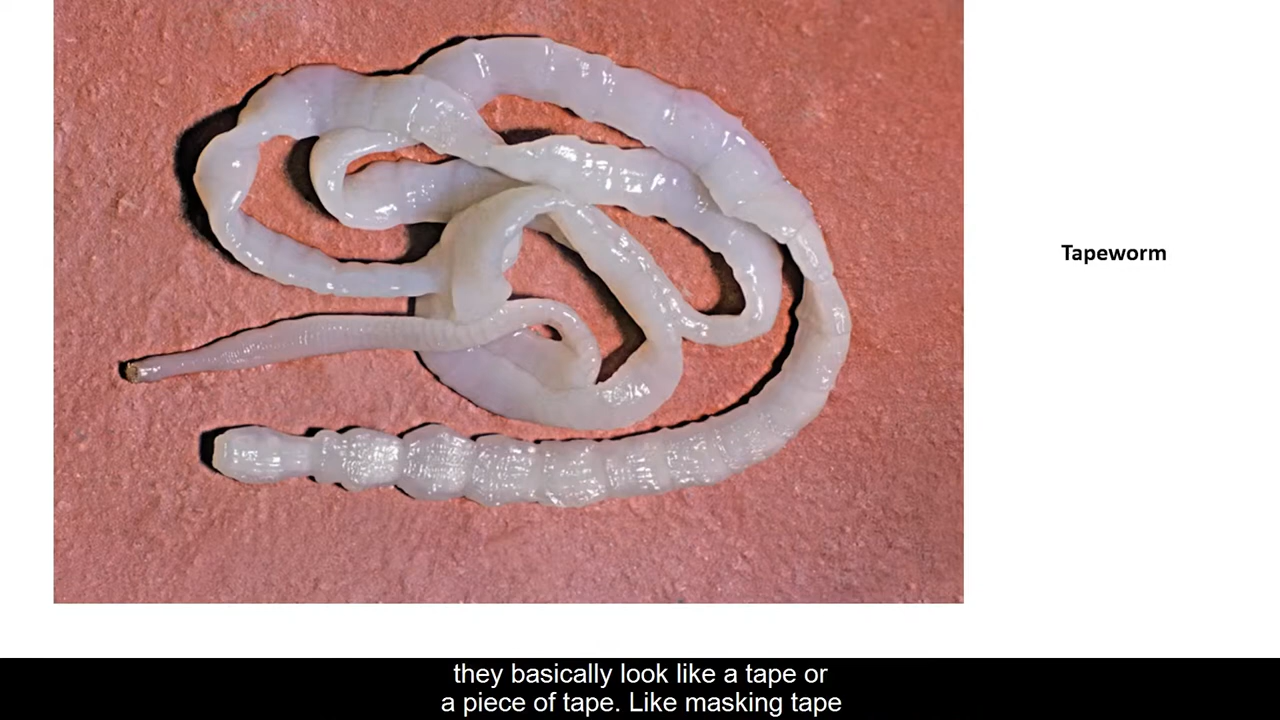 Tapeworm
they basically look like a tape or
a piece of tape. Like masking tape